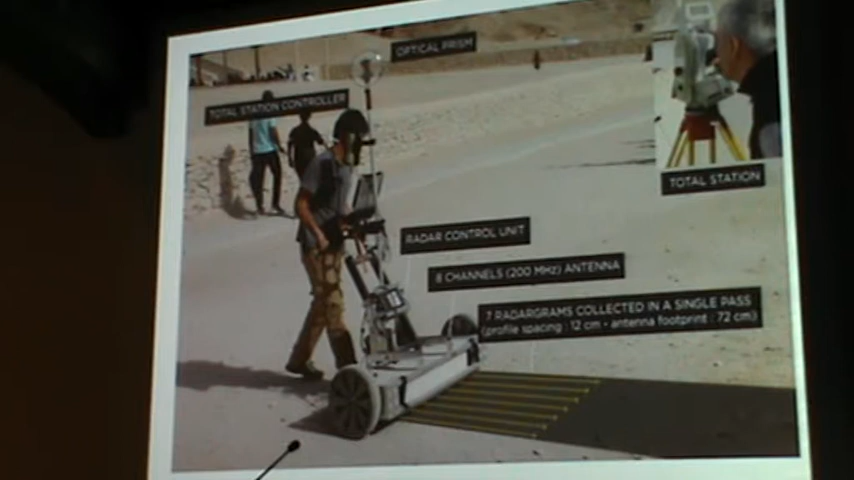 OPTICAL PRISM
TOTAL STATION CONTROLLER
TOTAL STATION
RADAR CONTROL UNIT
8 CHANNELS (200 MHz) ANTENNA
7 RADARGRAMS COLLECTED IN A SINGLE PASS
(profile spacing : 12 cm - antenna footprint : 72 cm)